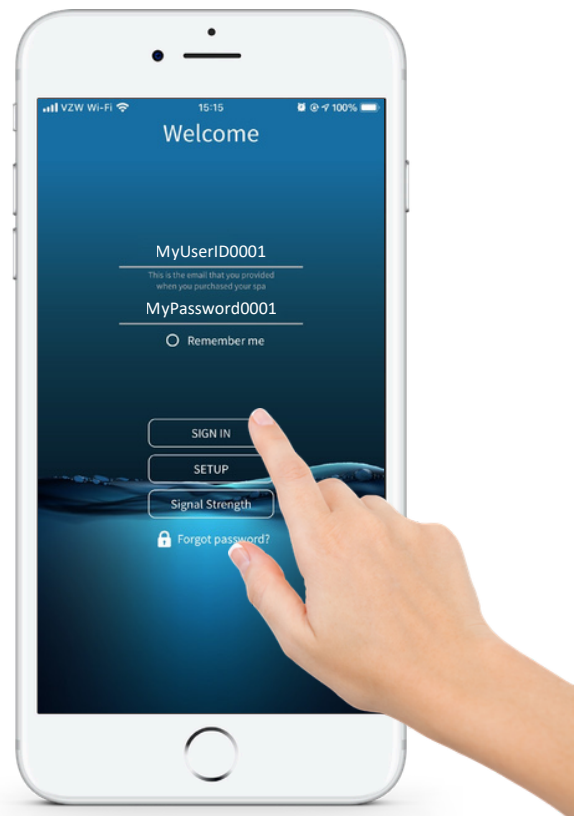 VZW Wi-Fi 15:15 100%
Welcome
MyUserID0001
This is the email that you provided
when you purchased your spa
MyPassword0001
Remember me
SIGN IN
SETUP
Signal Strength
Forgot password?